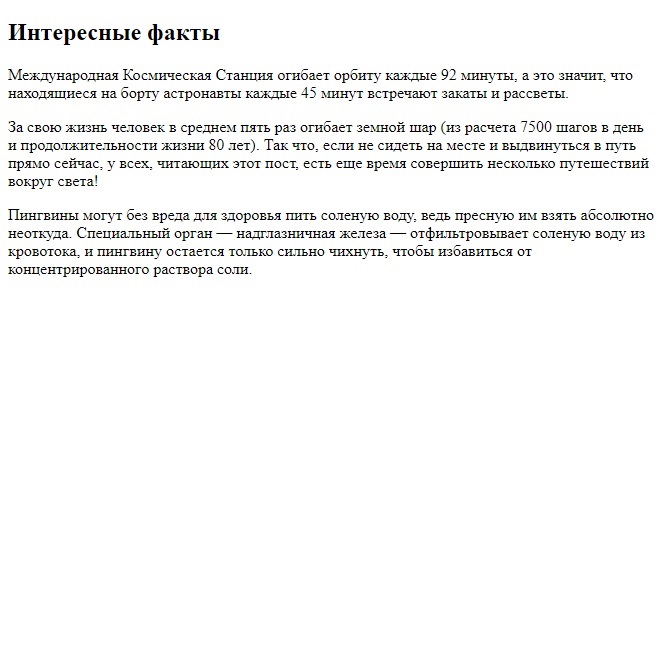 Интересные факты
Международная Космическая Станция огибает орбиту каждые 92 минуты, а это значит, что
находящиеся на борту астронавты каждые 45 минут встречают закаты и рассветы.
За свою жизнь человек в среднем пять раз огибает земной шар (из расчета 7500 шагов в день
и продолжительности жизни 80 лет). Так что, если не сидеть на месте и выдвинуться в путь
прямо сейчас, у всех, читающих этот пост, есть еще время совершить несколько путешествий
вокруг света!
Пингвины могут без вреда для здоровья пить соленую воду, ведь пресную им взять абсолютно
неоткуда. Специальный орган — надглазничная железа — отфильтровывает соленую воду из
кровотока, и пингвину остается только сильно чихнуть, чтобы избавиться от
концентрированного раствора соли.